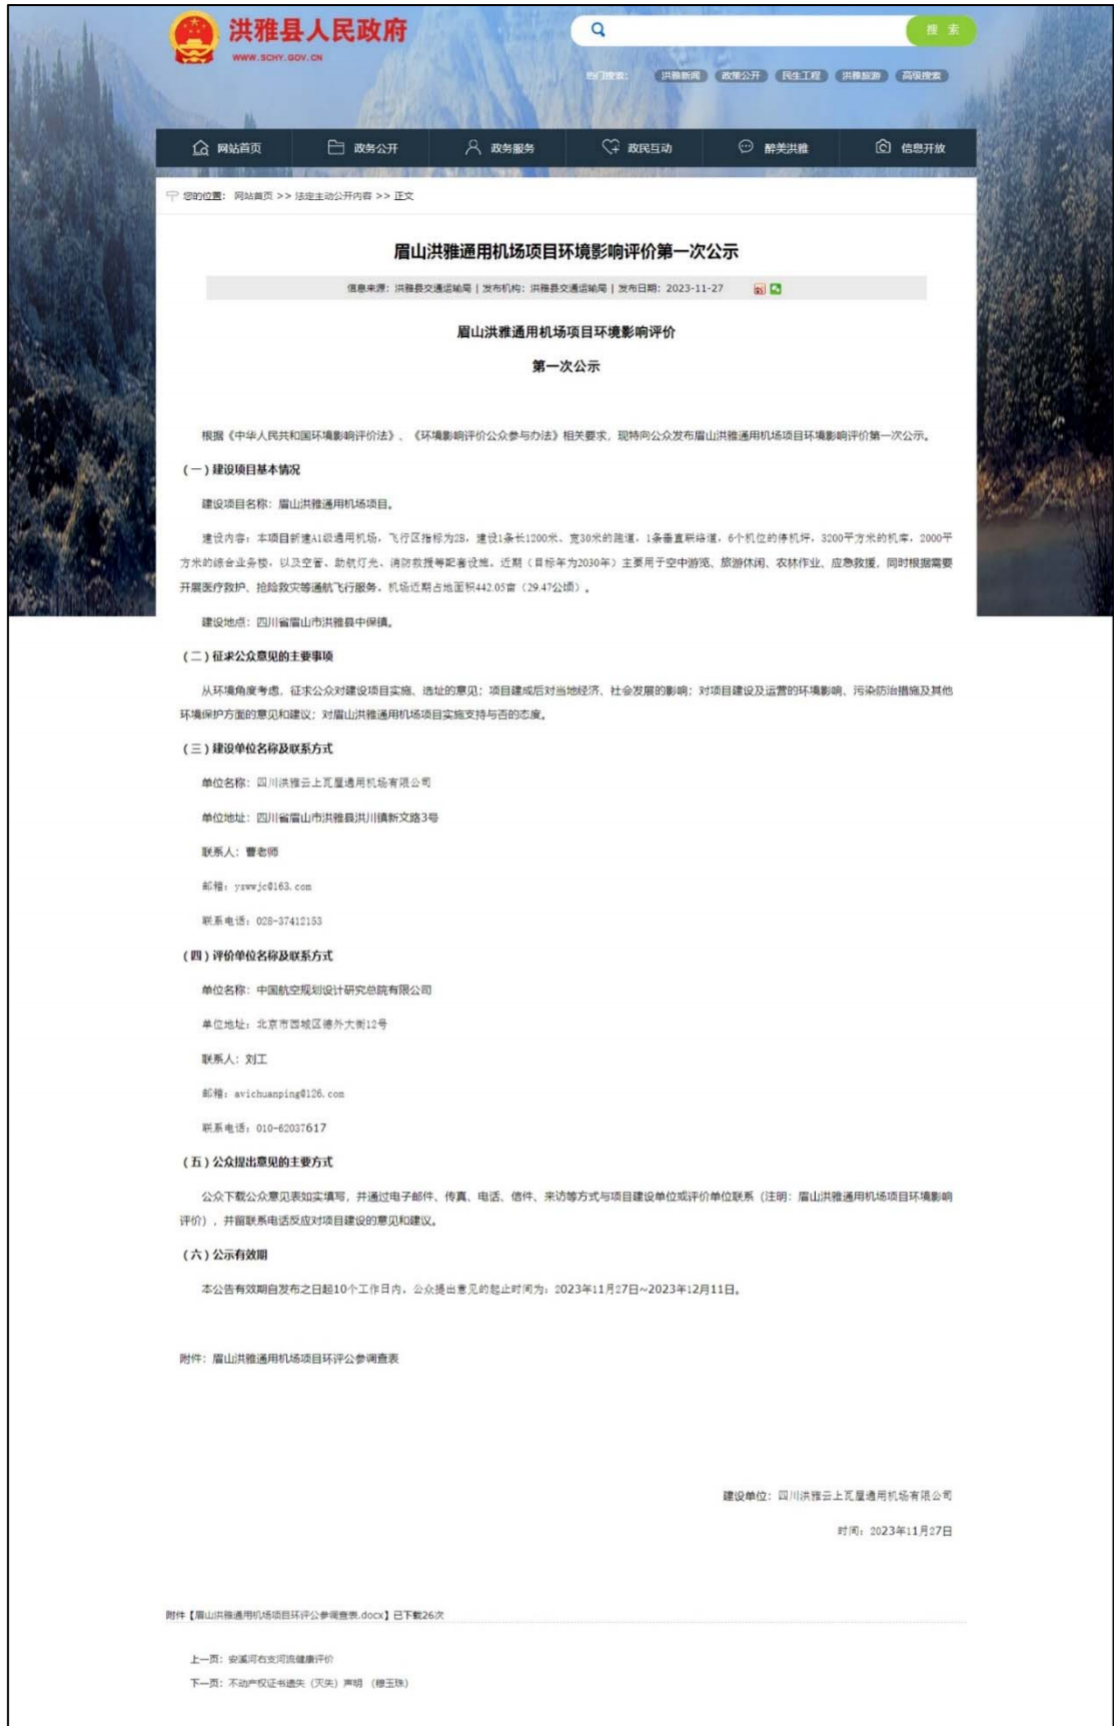 洪雅县人民政府
WWW.SCHY.GOV.CN
搜 索
热门搜索： 洪雅新闻 政策公开 民生工程 洪雅旅游 高级搜索
网站首页 政务公开 政务服务 政民互动 醉美洪雅 信息开放
您的位置： 网站首页 >> 法定主动公开内容 >> 正文
眉山洪雅通用机场项目环境影响评价第一次公示
信息来源：洪雅县交通运输局 | 发布机构：洪雅县交通运输局 | 发布日期：2023-11-27
眉山洪雅通用机场项目环境影响评价
第一次公示
根据《中华人民共和国环境影响评价法》、《环境影响评价公众参与办法》相关要求，现特向公众发布眉山洪雅通用机场项目环境影响评价第一次公示。
（一）建设项目基本情况
建设项目名称：眉山洪雅通用机场项目。
建设内容：本项目新建A1级通用机场，飞行区指标为2B，建设1条长1200米、宽30米的跑道，1条垂直联络道，6个机位的停机坪，3200平方米的机库，2000平
方米的综合业务楼，以及空管、助航灯光、消防救援等配套设施。近期（目标年为2030年）主要用于空中游览、旅游休闲、农林作业、应急救援，同时根据需要
开展医疗救护、抢险救灾等通航飞行服务，机场近期占地面积442.05亩（29.47公顷）。
建设地点：四川省眉山市洪雅县中保镇。
（二）征求公众意见的主要事项
从环境角度考虑，征求公众对建设项目实施、选址的意见；项目建成后对当地经济、社会发展的影响；对项目建设及运营的环境影响、污染防治措施及其他
环境保护方面的意见和建议；对眉山洪雅通用机场项目实施支持与否的态度。
（三）建设单位名称及联系方式
单位名称：四川洪雅云上瓦屋通用机场有限公司
单位地址：四川省眉山市洪雅县洪川镇新文路3号
联系人：曹老师
邮箱：yswwjc@163.com
联系电话：028-37412153
（四）评价单位名称及联系方式
单位名称：中国航空规划设计研究总院有限公司
单位地址：北京市西城区德外大街12号
联系人：刘工
邮箱：avichuanping@126.com
联系电话：010-62037617
（五）公众提出意见的主要方式
公众下载公众意见表如实填写，并通过电子邮件、传真、电话、信件、来访等方式与项目建设单位或评价单位联系（注明：眉山洪雅通用机场项目环境影响
评价），并留联系电话反应对项目建设的意见和建议。
（六）公示有效期
本公告有效期自发布之日起10个工作日内，公众提出意见的起止时间为：2023年11月27日~2023年12月11日。
附件：眉山洪雅通用机场项目环评公参调查表
建设单位：四川洪雅云上瓦屋通用机场有限公司
时间：2023年11月27日
附件【眉山洪雅通用机场项目环评公参调查表.docx】已下载26次
上一页：安溪河右支河流健康评价
下一页：不动产权证书遗失（灭失）声明 （穆玉珠）